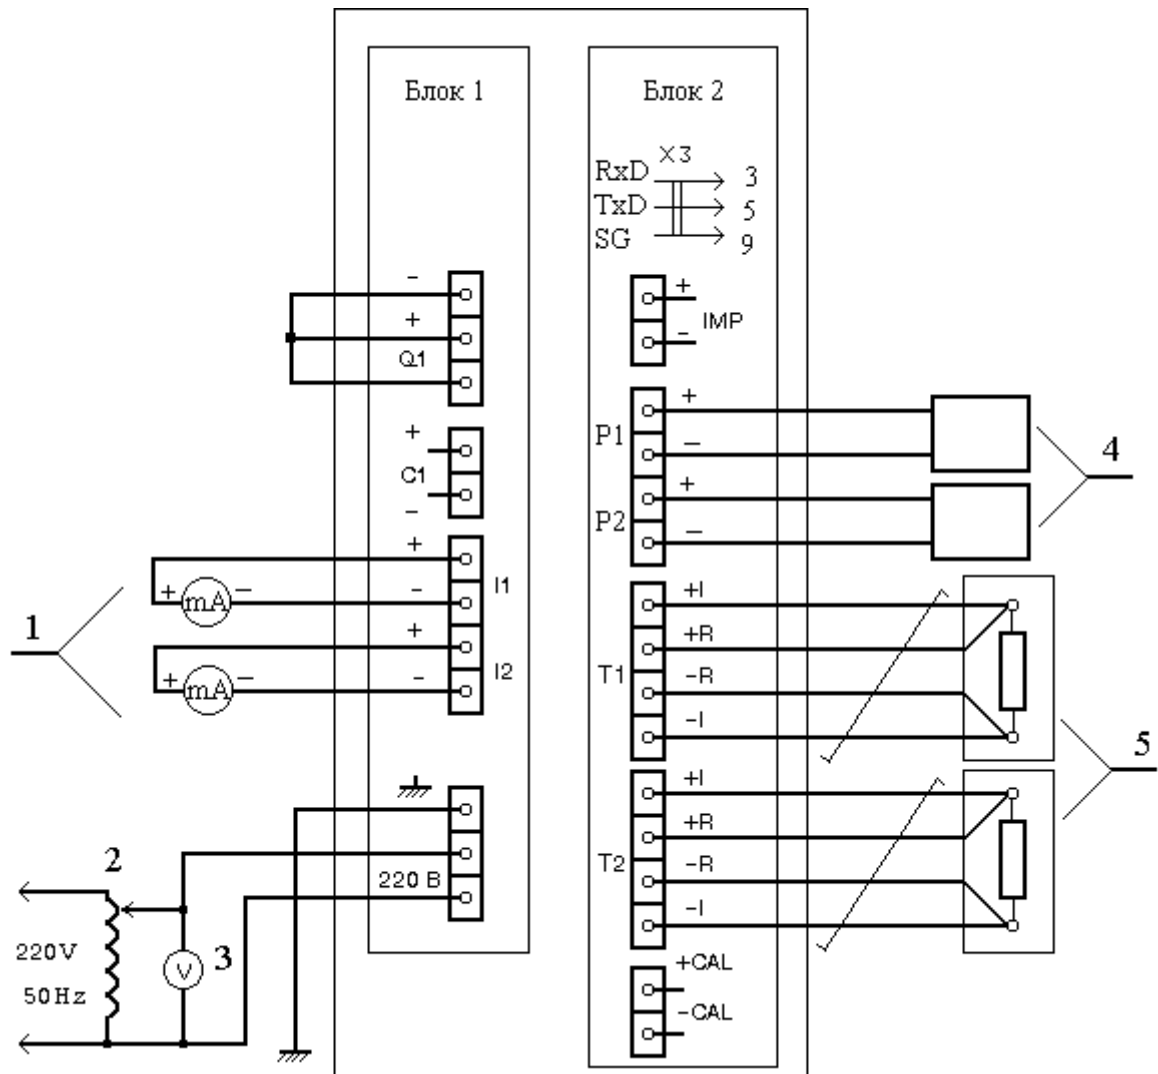 Блок 1
-
+
Q1
+
C1
-
+
I1
-
+
I2
-
+ mA -
+ mA -
1
220 В
2
3
V
220V
50Hz
Блок 2
X3
RxD 3
TxD 5
SG 9
+
IMP
-
+
P1
-
+
P2
-
4
+I
+R
T1
-R
-I
5
+I
+R
T2
-R
-I
+CAL
-CAL